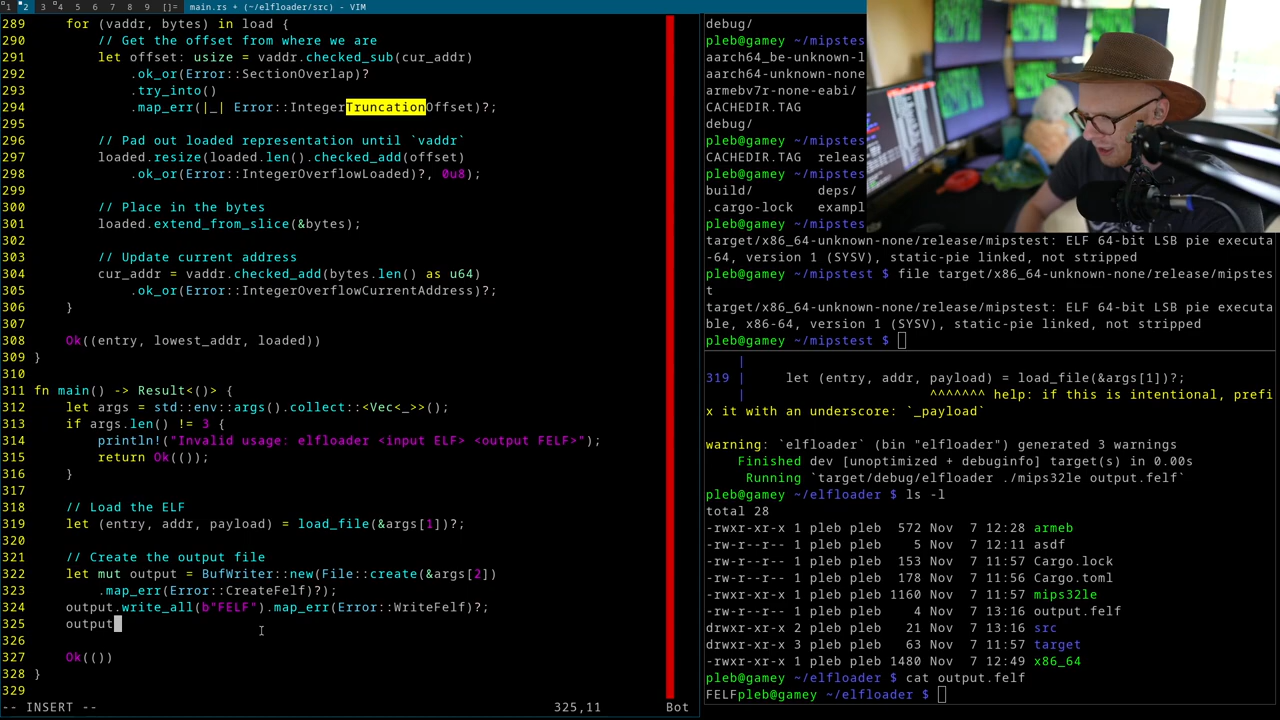 1 2 3 4 5 6 7 8 9 []= main.rs + (~/elfloader/src) - VIM
289     for (vaddr, bytes) in load {
290         // Get the offset from where we are
291         let offset: usize = vaddr.checked_sub(cur_addr)
292             .ok_or(Error::SectionOverlap)?
293             .try_into()
294             .map_err(|_| Error::IntegerTruncationOffset)?;
295
296         // Pad out loaded representation until `vaddr`
297         loaded.resize(loaded.len().checked_add(offset)
298             .ok_or(Error::IntegerOverflowLoaded)?, 0u8);
299
300         // Place in the bytes
301         loaded.extend_from_slice(&bytes);
302
303         // Update current address
304         cur_addr = vaddr.checked_add(bytes.len() as u64)
305             .ok_or(Error::IntegerOverflowCurrentAddress)?;
306     }
307
308     Ok((entry, lowest_addr, loaded))
309 }
310
311 fn main() -> Result<()> {
312     let args = std::env::args().collect::<Vec<_>>();
313     if args.len() != 3 {
314         println!("Invalid usage: elfloader <input ELF> <output FELF>");
315         return Ok(());
316     }
317
318     // Load the ELF
319     let (entry, addr, payload) = load_file(&args[1])?;
320
321     // Create the output file
322     let mut output = BufWriter::new(File::create(&args[2])
323         .map_err(Error::CreateFelf)?);
324     output.write_all(b"FELF").map_err(Error::WriteFelf)?;
325     output
326
327     Ok(())
328 }
329
-- INSERT -- 325,11 Bot
debug/
pleb@gamey ~/mipstes
aarch64_be-unknown-l
aarch64-unknown-none
armebv7r-none-eabi/
CACHEDIR.TAG
debug/
pleb@gamey ~/mipstes
CACHEDIR.TAG  releas
pleb@gamey ~/mipstes
build/      deps/
.cargo-lock  exampl
pleb@gamey ~/mipstes
target/x86_64-unknown-none/release/mipstest: ELF 64-bit LSB pie executa
-64, version 1 (SYSV), static-pie linked, not stripped
pleb@gamey ~/mipstest $ file target/x86_64-unknown-none/release/mipstes
t
target/x86_64-unknown-none/release/mipstest: ELF 64-bit LSB pie executa
ble, x86-64, version 1 (SYSV), static-pie linked, not stripped
pleb@gamey ~/mipstest $
|
319 |     let (entry, addr, payload) = load_file(&args[1])?;
|                       ^^^^^^^ help: if this is intentional, prefi
x it with an underscore: `_payload`
warning: `elfloader` (bin "elfloader") generated 3 warnings
Finished dev [unoptimized + debuginfo] target(s) in 0.00s
Running `target/debug/elfloader ./mips32le output.felf`
pleb@gamey ~/elfloader $ ls -l
total 28
-rwxr-xr-x 1 pleb pleb  572 Nov  7 12:28 armeb
-rw-r--r-- 1 pleb pleb    5 Nov  7 12:11 asdf
-rw-r--r-- 1 pleb pleb  153 Nov  7 11:57 Cargo.lock
-rw-r--r-- 1 pleb pleb  178 Nov  7 11:56 Cargo.toml
-rwxr-xr-x 1 pleb pleb 1160 Nov  7 11:57 mips32le
-rw-r--r-- 1 pleb pleb    4 Nov  7 13:16 output.felf
drwxr-xr-x 2 pleb pleb   21 Nov  7 13:16 src
drwxr-xr-x 3 pleb pleb   63 Nov  7 11:57 target
-rwxr-xr-x 1 pleb pleb 1480 Nov  7 12:49 x86_64
pleb@gamey ~/elfloader $ cat output.felf
FELFpleb@gamey ~/elfloader $